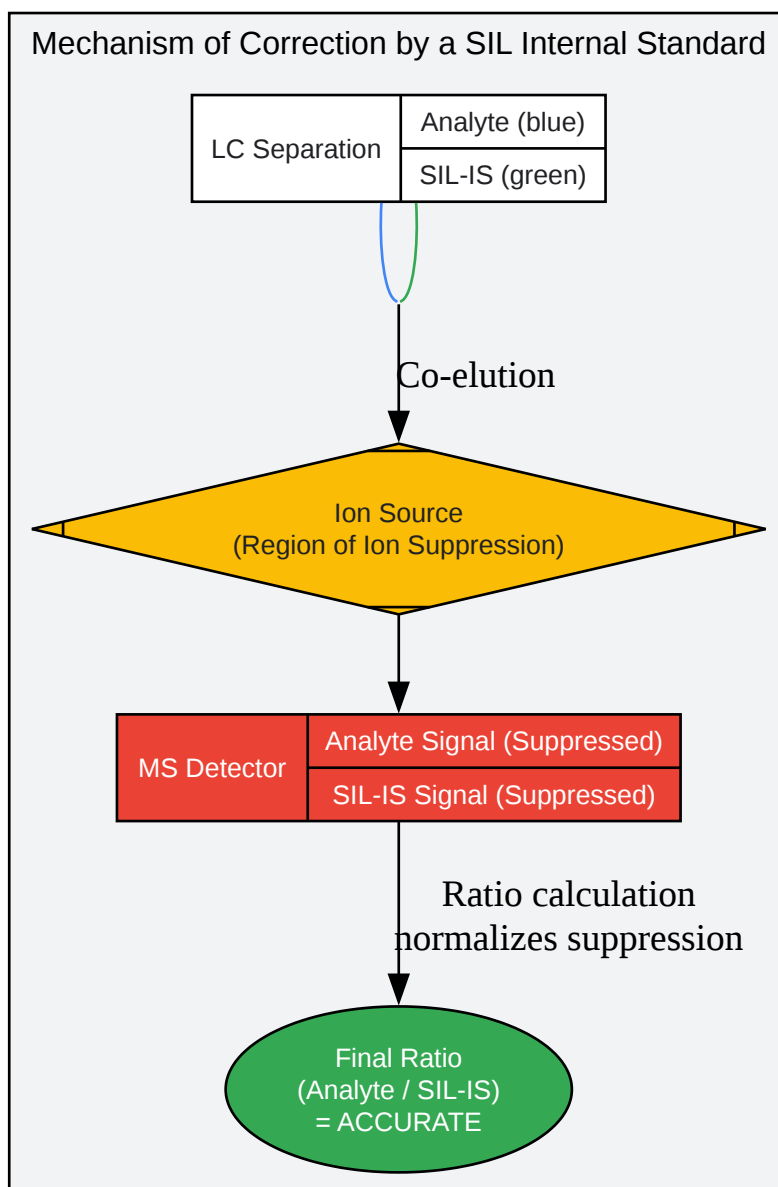 Mechanism of Correction by a SIL Internal Standard
LC Separation
Analyte (blue)
SIL-IS (green)
Co-elution
Ion Source
(Region of Ion Suppression)
MS Detector
Analyte Signal (Suppressed)
SIL-IS Signal (Suppressed)
Ratio calculation
normalizes suppression
Final Ratio
(Analyte / SIL-IS)
= ACCURATE